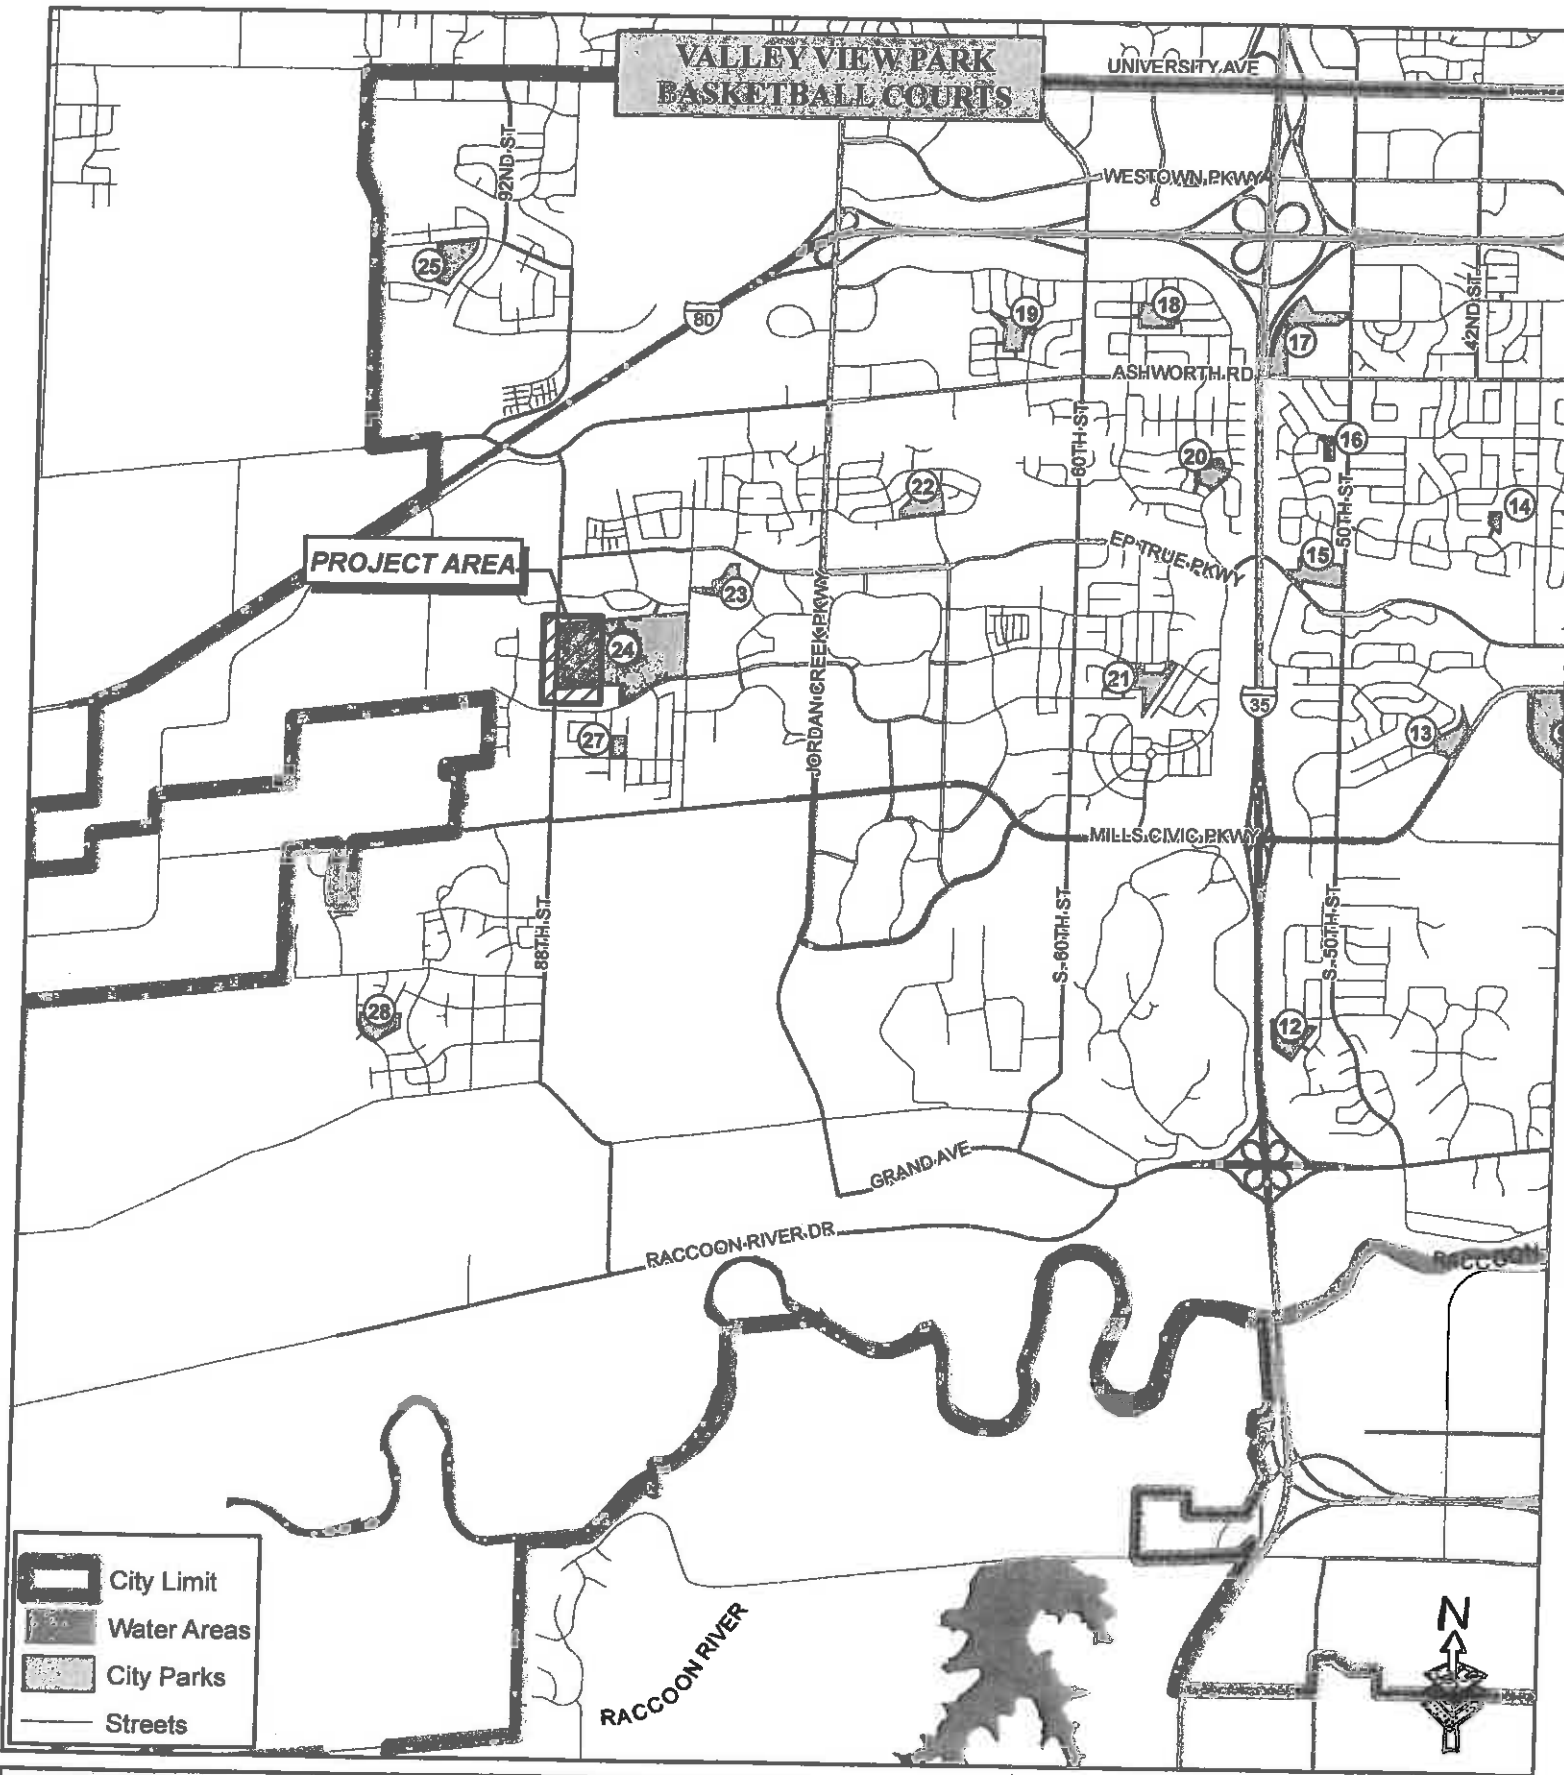 VALLEY VIEW PARK
BASKETBALL COURTS
UNIVERSITY AVE
92ND ST
WESTOWN PKWY
25
80
19
18
17
42ND ST
ASHWORTH RD
60TH ST
16
20
22
50TH ST
14
PROJECT AREA
EP TRUE PKWY
15
23
JORDAN CREEK PKWY
24
21
35
13
27
MILLS CIVIC PKWY
88TH ST
S 60TH ST
S 50TH ST
28
12
GRAND AVE
RACCOON RIVER DR
RACCOON
City Limit
Water Areas
City Parks
Streets
RACCOON RIVER
N